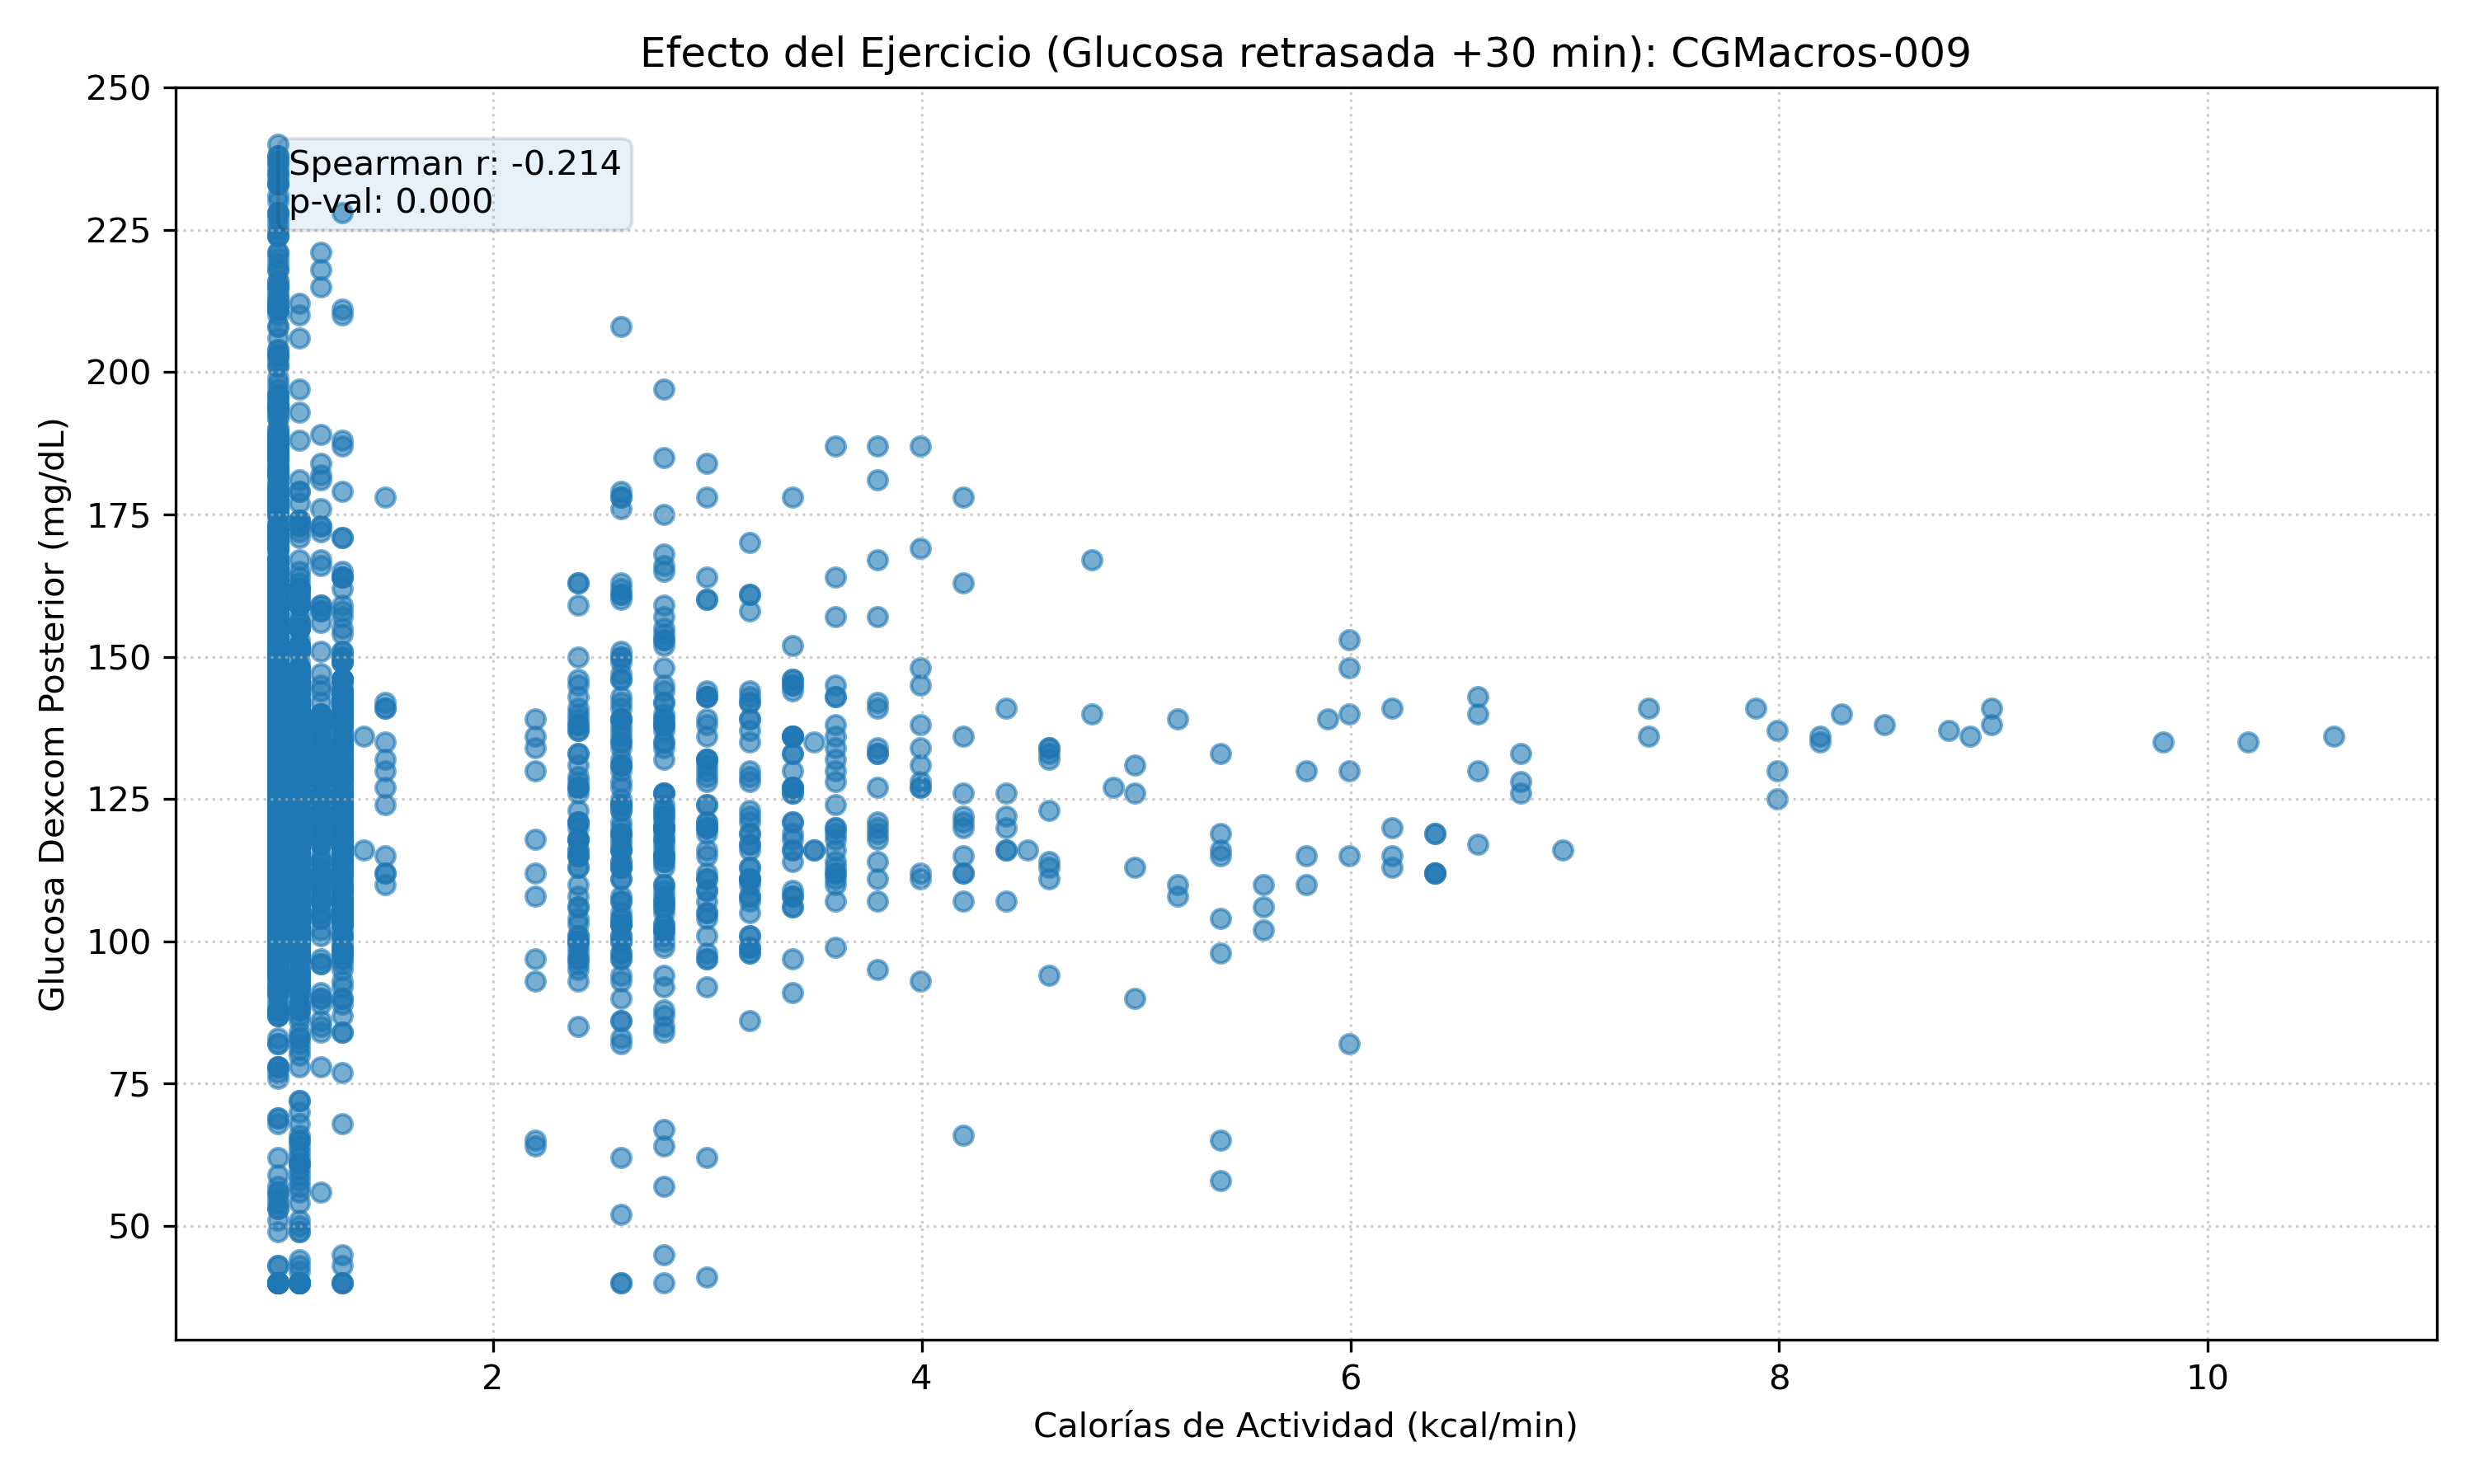 Efecto del Ejercicio (Glucosa retrasada +30 min): CGMacros-009
Glucosa Dexcom Posterior (mg/dL)
250
225
200
175
150
125
100
75
50
Spearman r: -0.214
p-val: 0.000
2
4
6
8
10
Calorías de Actividad (kcal/min)